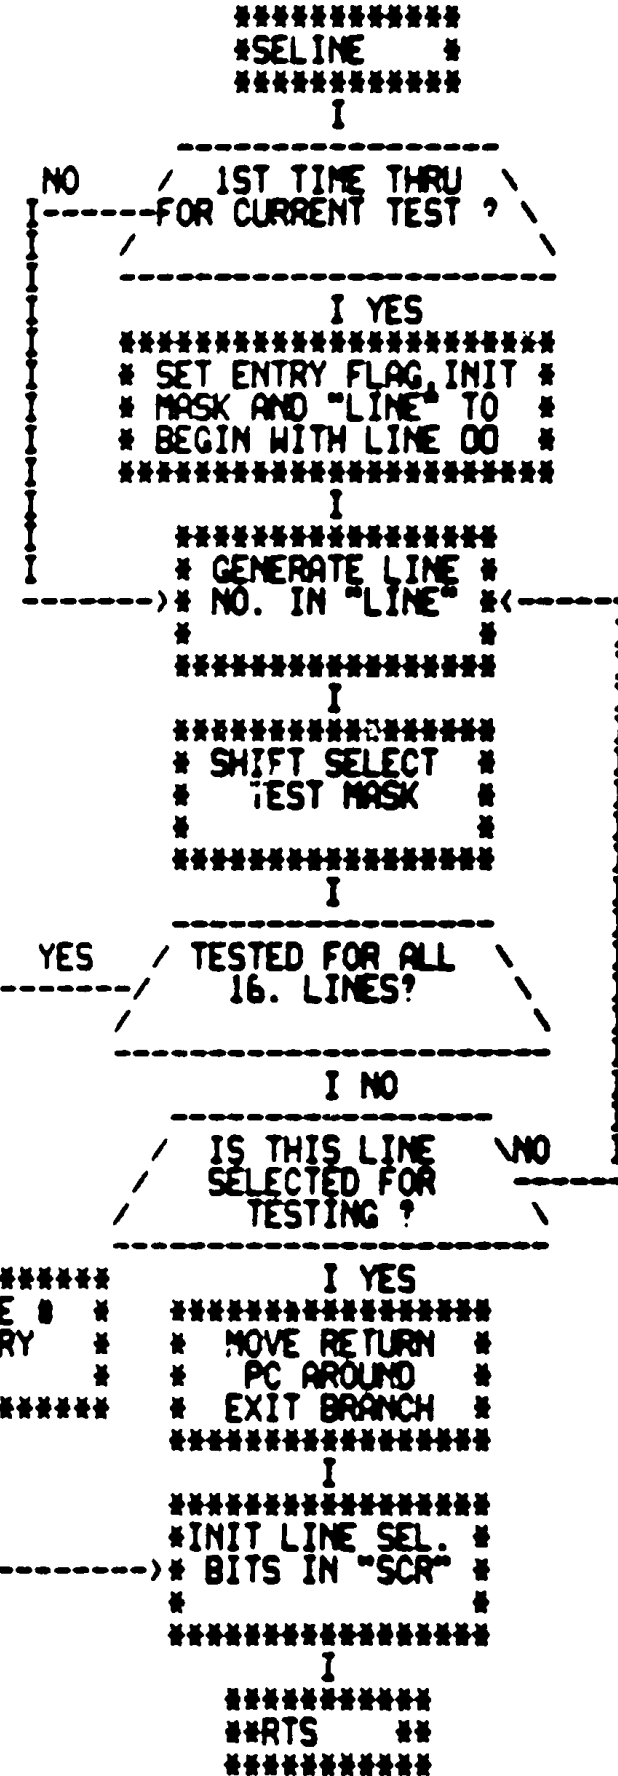 SELINE
NO
1ST TIME THRU
FOR CURRENT TEST ?
YES
SET ENTRY FLAG,INIT
MASK AND "LINE" TO
BEGIN WITH LINE 00
GENERATE LINE
NO. IN "LINE"
SHIFT SELECT
TEST MASK
YES
TESTED FOR ALL
16. LINES?
NO
IS THIS LINE
SELECTED FOR
TESTING ?
NO
YES
MOVE RETURN
PC AROUND
EXIT BRANCH
INIT LINE SEL.
BITS IN "SCR"
RTS